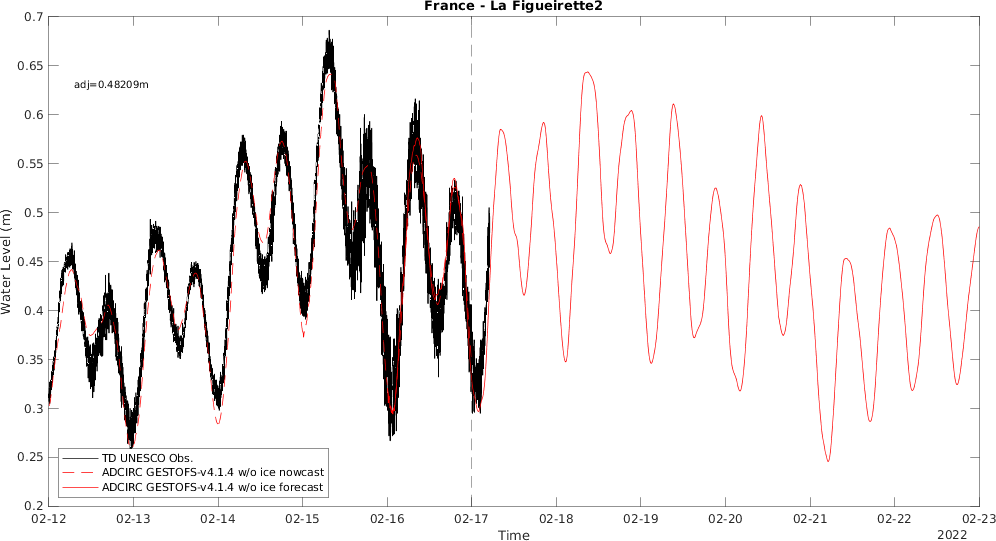 France - La Figueirette2
0.7
0.65
0.6
0.55
0.5
0.45
0.4
0.35
0.3
0.25
0.2
Water Level (m)
adj=0.48209m
TD UNESCO Obs.
ADCIRC GESTOFS-v4.1.4 w/o ice nowcast
ADCIRC GESTOFS-v4.1.4 w/o ice forecast
02-12 02-13 02-14 02-15 02-16 02-17 02-18 02-19 02-20 02-21 02-22 02-23
Time
2022